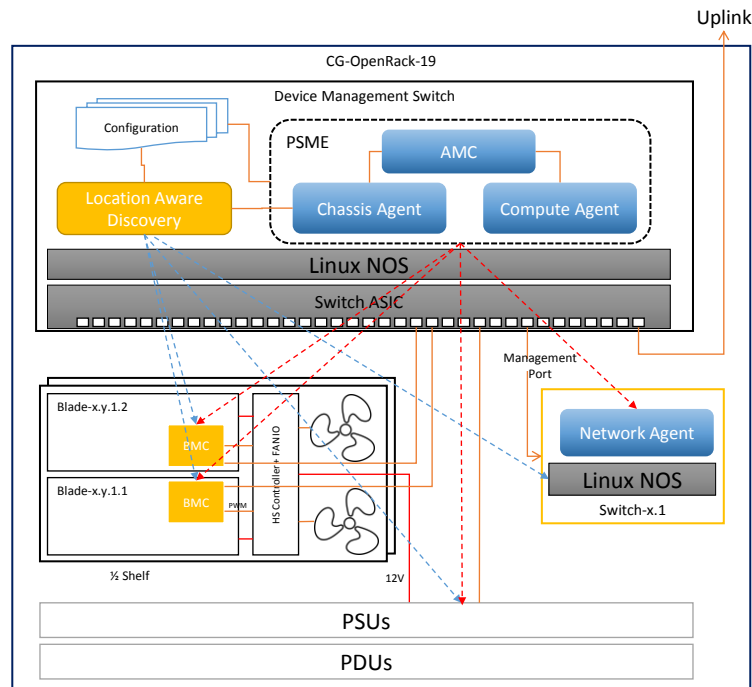 Uplink
CG-OpenRack-19
Device Management Switch
Configuration
PSME
AMC
Location Aware
Discovery
Chassis Agent
Compute Agent
Linux NOS
Switch ASIC
Management
Port
Blade-x.y.1.2
BMC
HS Controller+ FANIO
Network Agent
Linux NOS
Switch-x.1
Blade-x.y.1.1
BMC
PWM
½ Shelf
12V
PSUs
PDUs